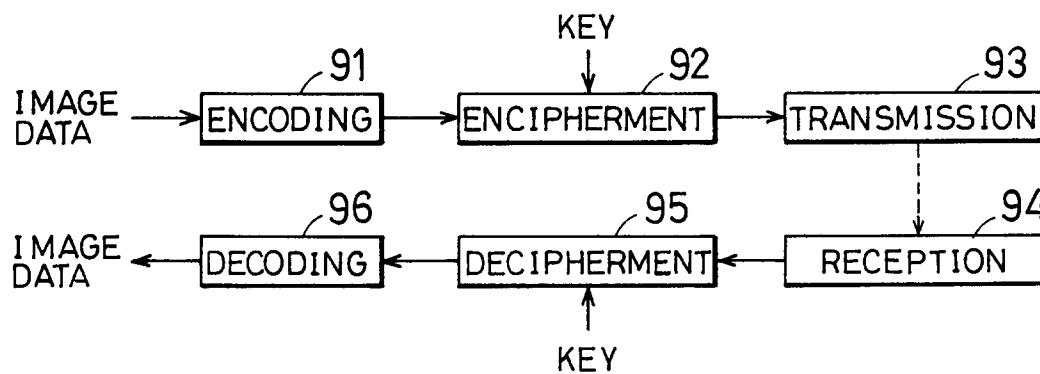 KEY
91
92
93
IMAGE
DATA
ENCODING
ENCIPHERMENT
TRANSMISSION
96
95
94
IMAGE
DATA
DECODING
DECIPHERMENT
RECEPTION
KEY